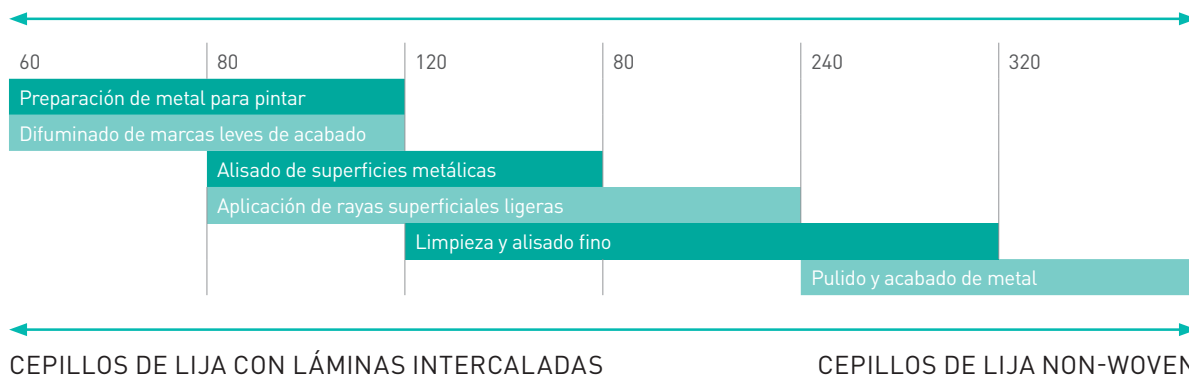 60 80 120 80 240 320
Preparación de metal para pintar
Difuminado de marcas leves de acabado
Alisado de superficies metálicas
Aplicación de rayas superficiales ligeras
Limpieza y alisado fino
Pulido y acabado de metal
CEPILLOS DE LIJA CON LÁMINAS INTERCALADAS CEPILLOS DE LIJA NON-WOVEN